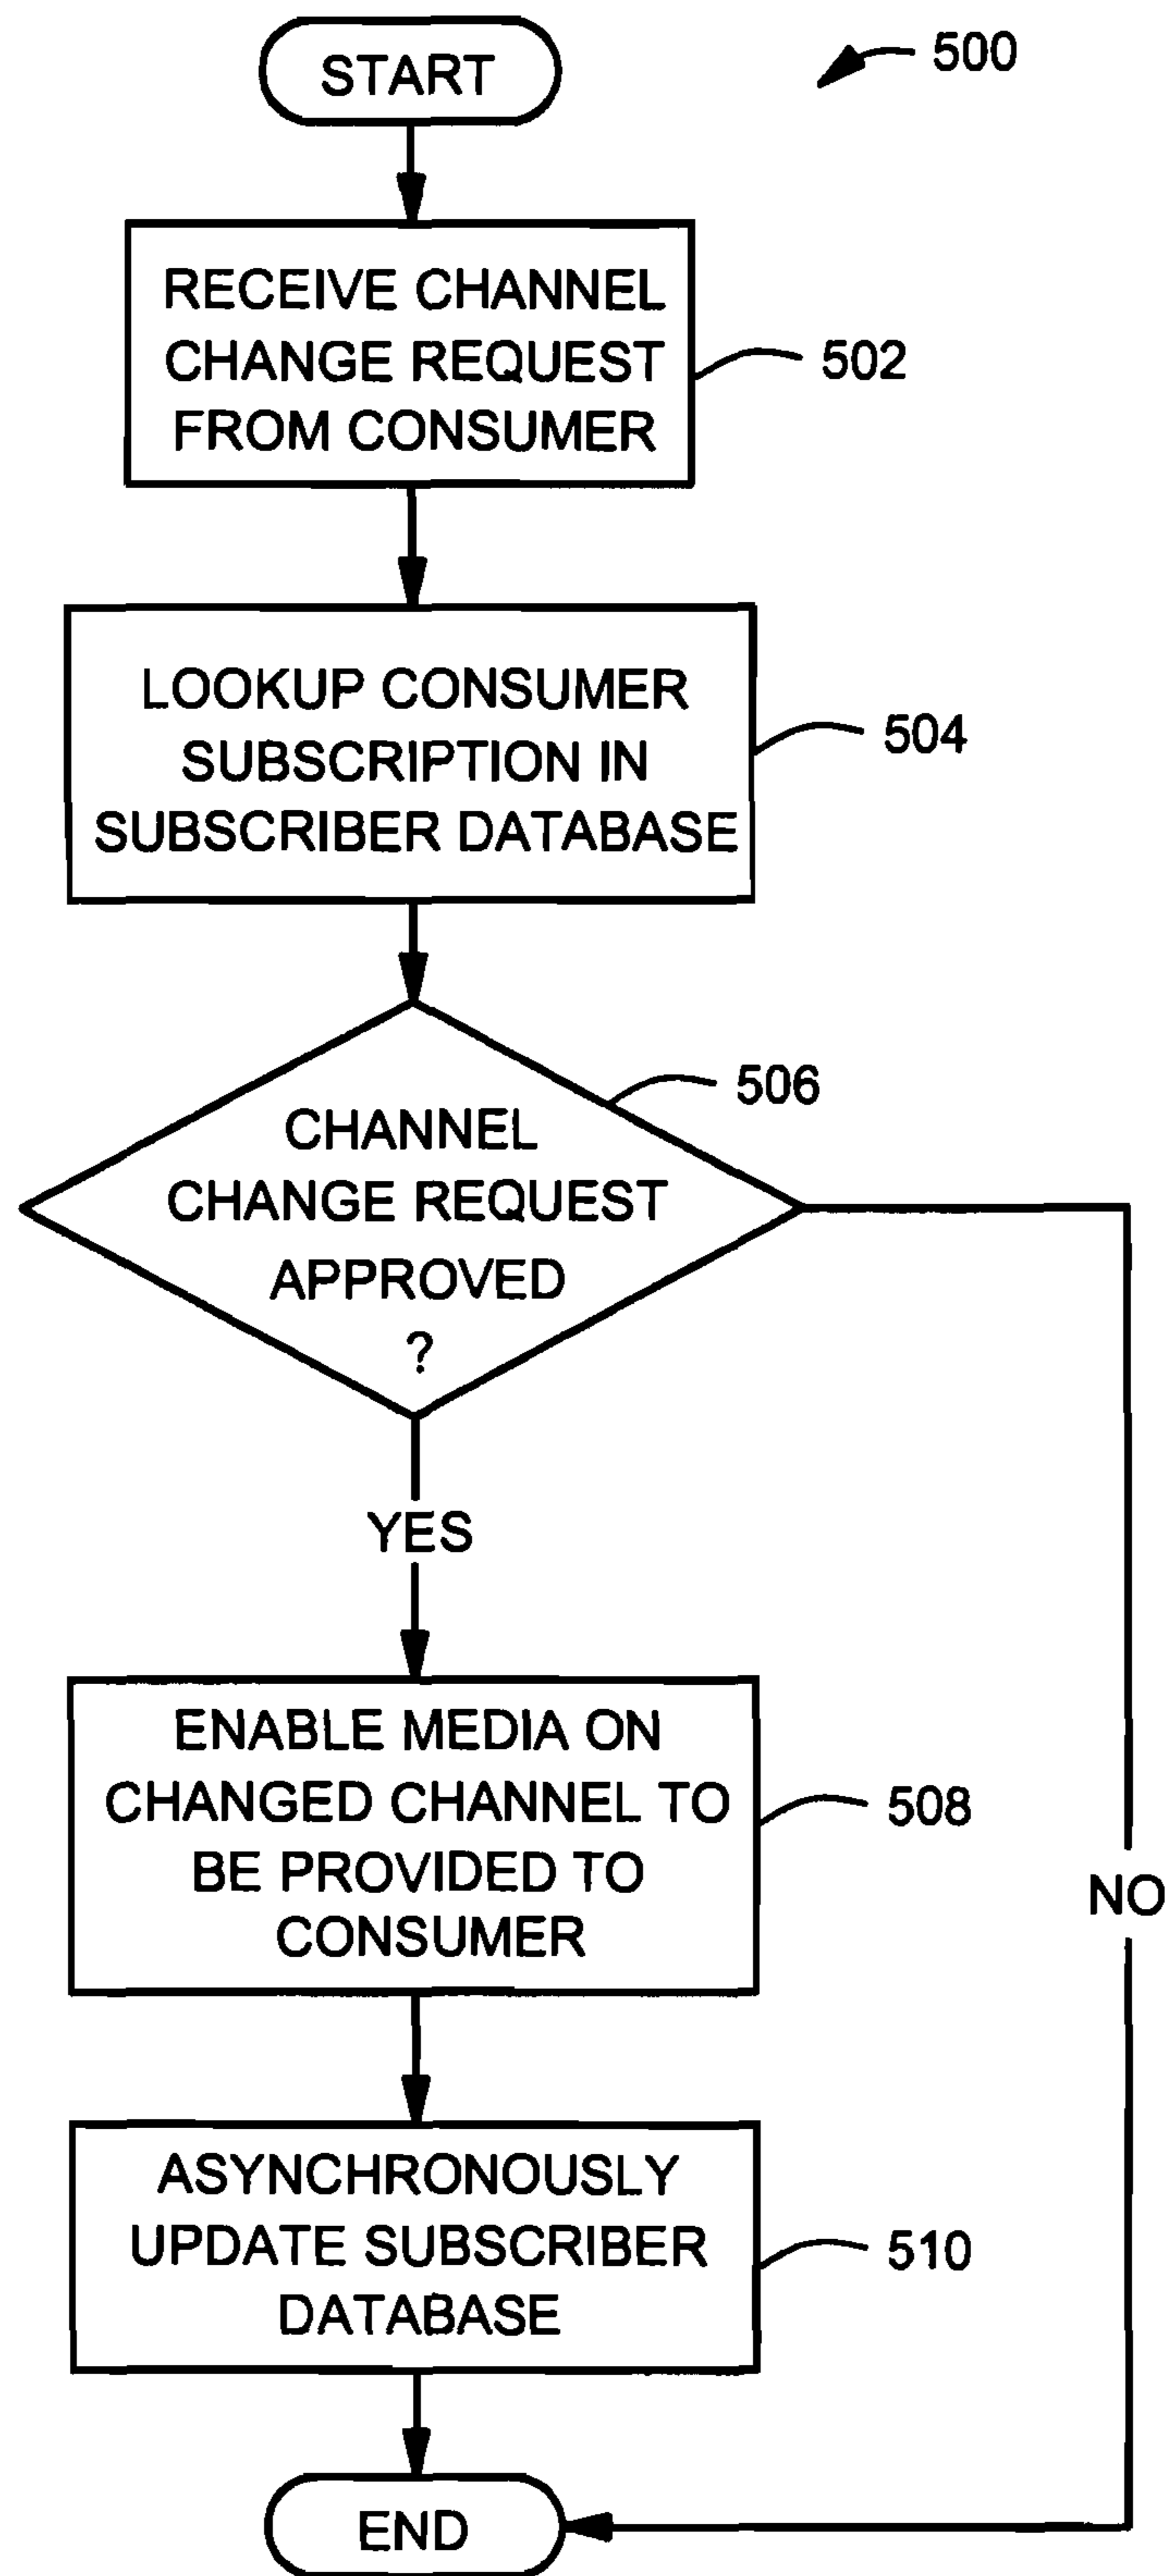 START
500
RECEIVE CHANNEL
CHANGE REQUEST
FROM CONSUMER
502
LOOKUP CONSUMER
SUBSCRIPTION IN
SUBSCRIBER DATABASE
504
CHANNEL
CHANGE REQUEST
APPROVED
?
506
YES
NO
ENABLE MEDIA ON
CHANGED CHANNEL TO
BE PROVIDED TO
CONSUMER
508
ASYNCHRONOUSLY
UPDATE SUBSCRIBER
DATABASE
510
END